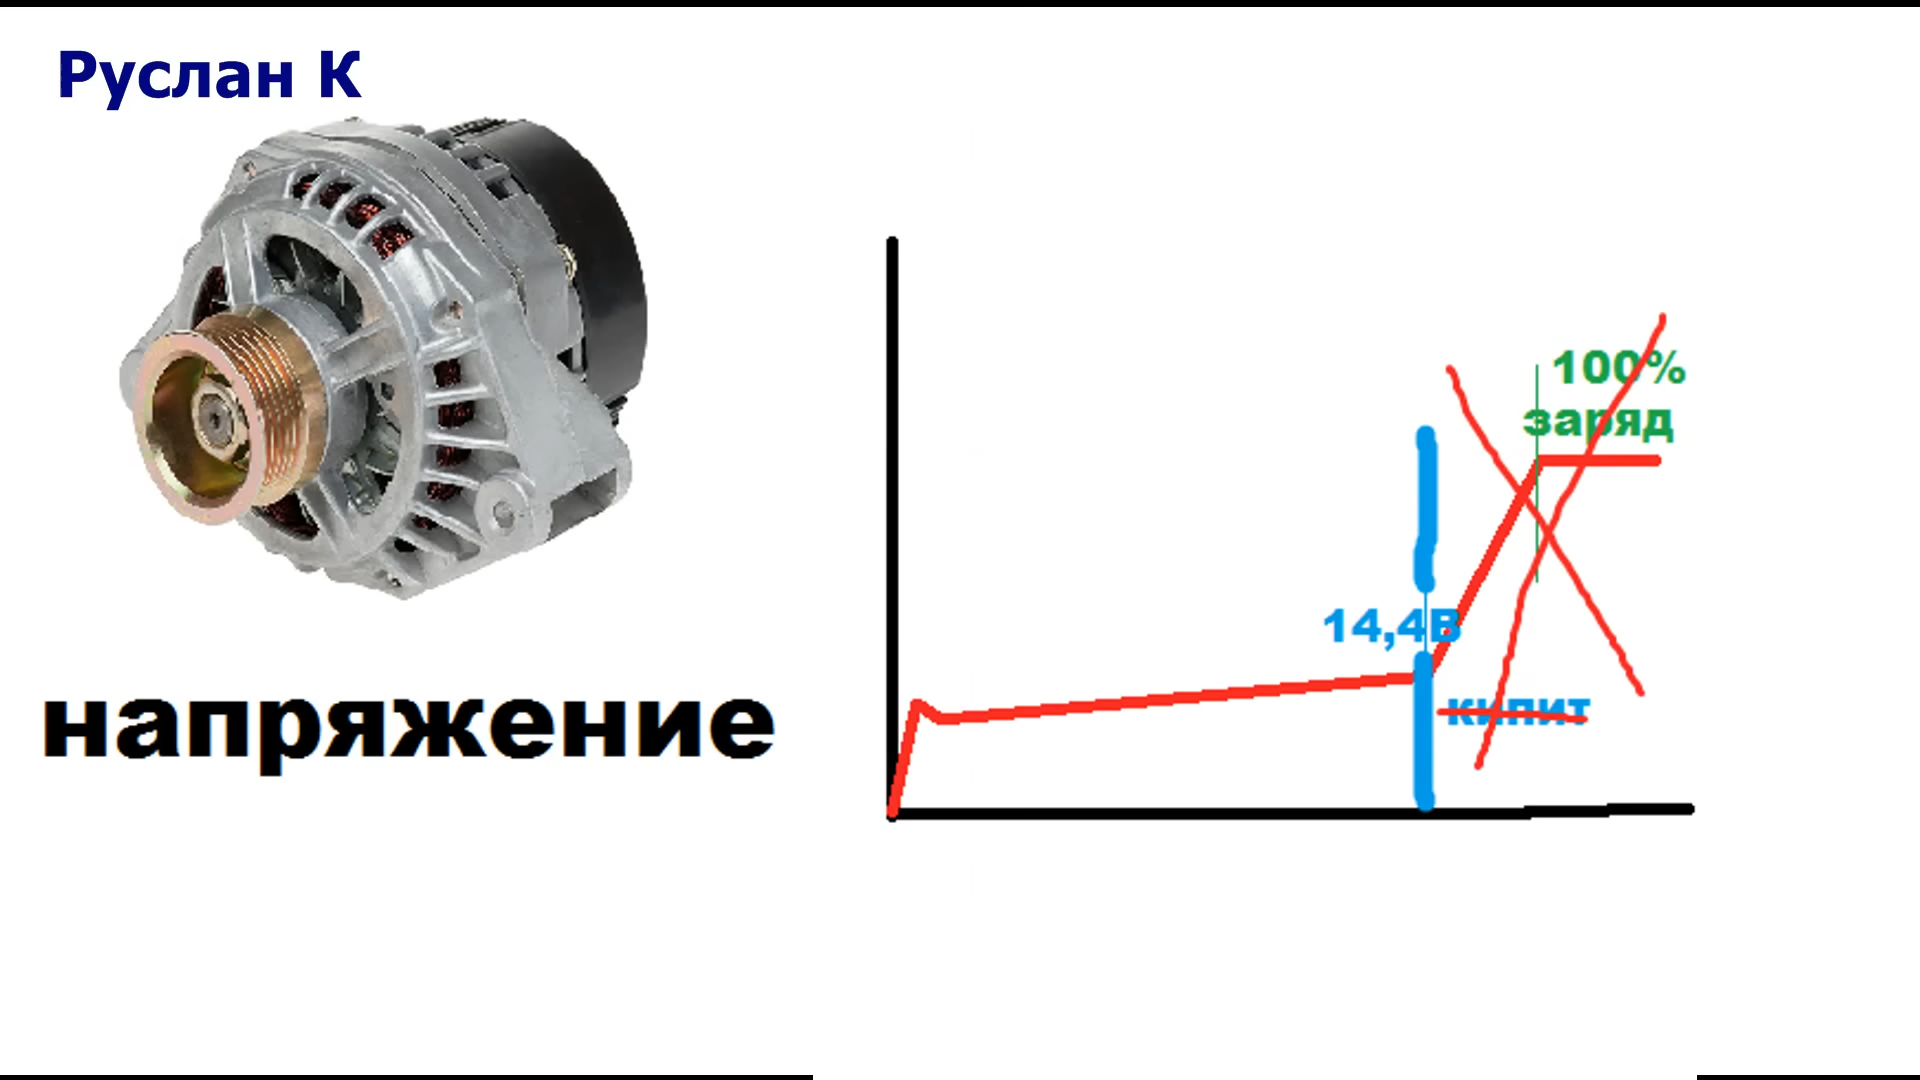 Руслан К
напряжение
100%
заряд
14,4В
кипит